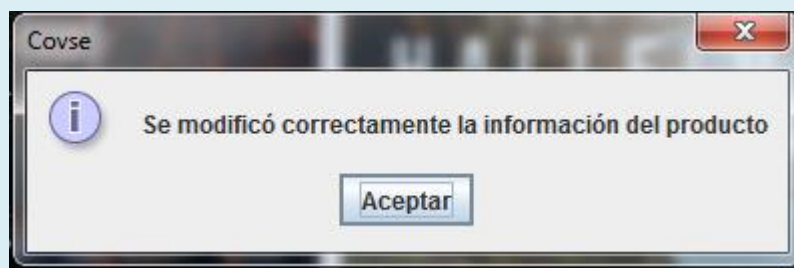 Covse
Se modificó correctamente la información del producto
Aceptar